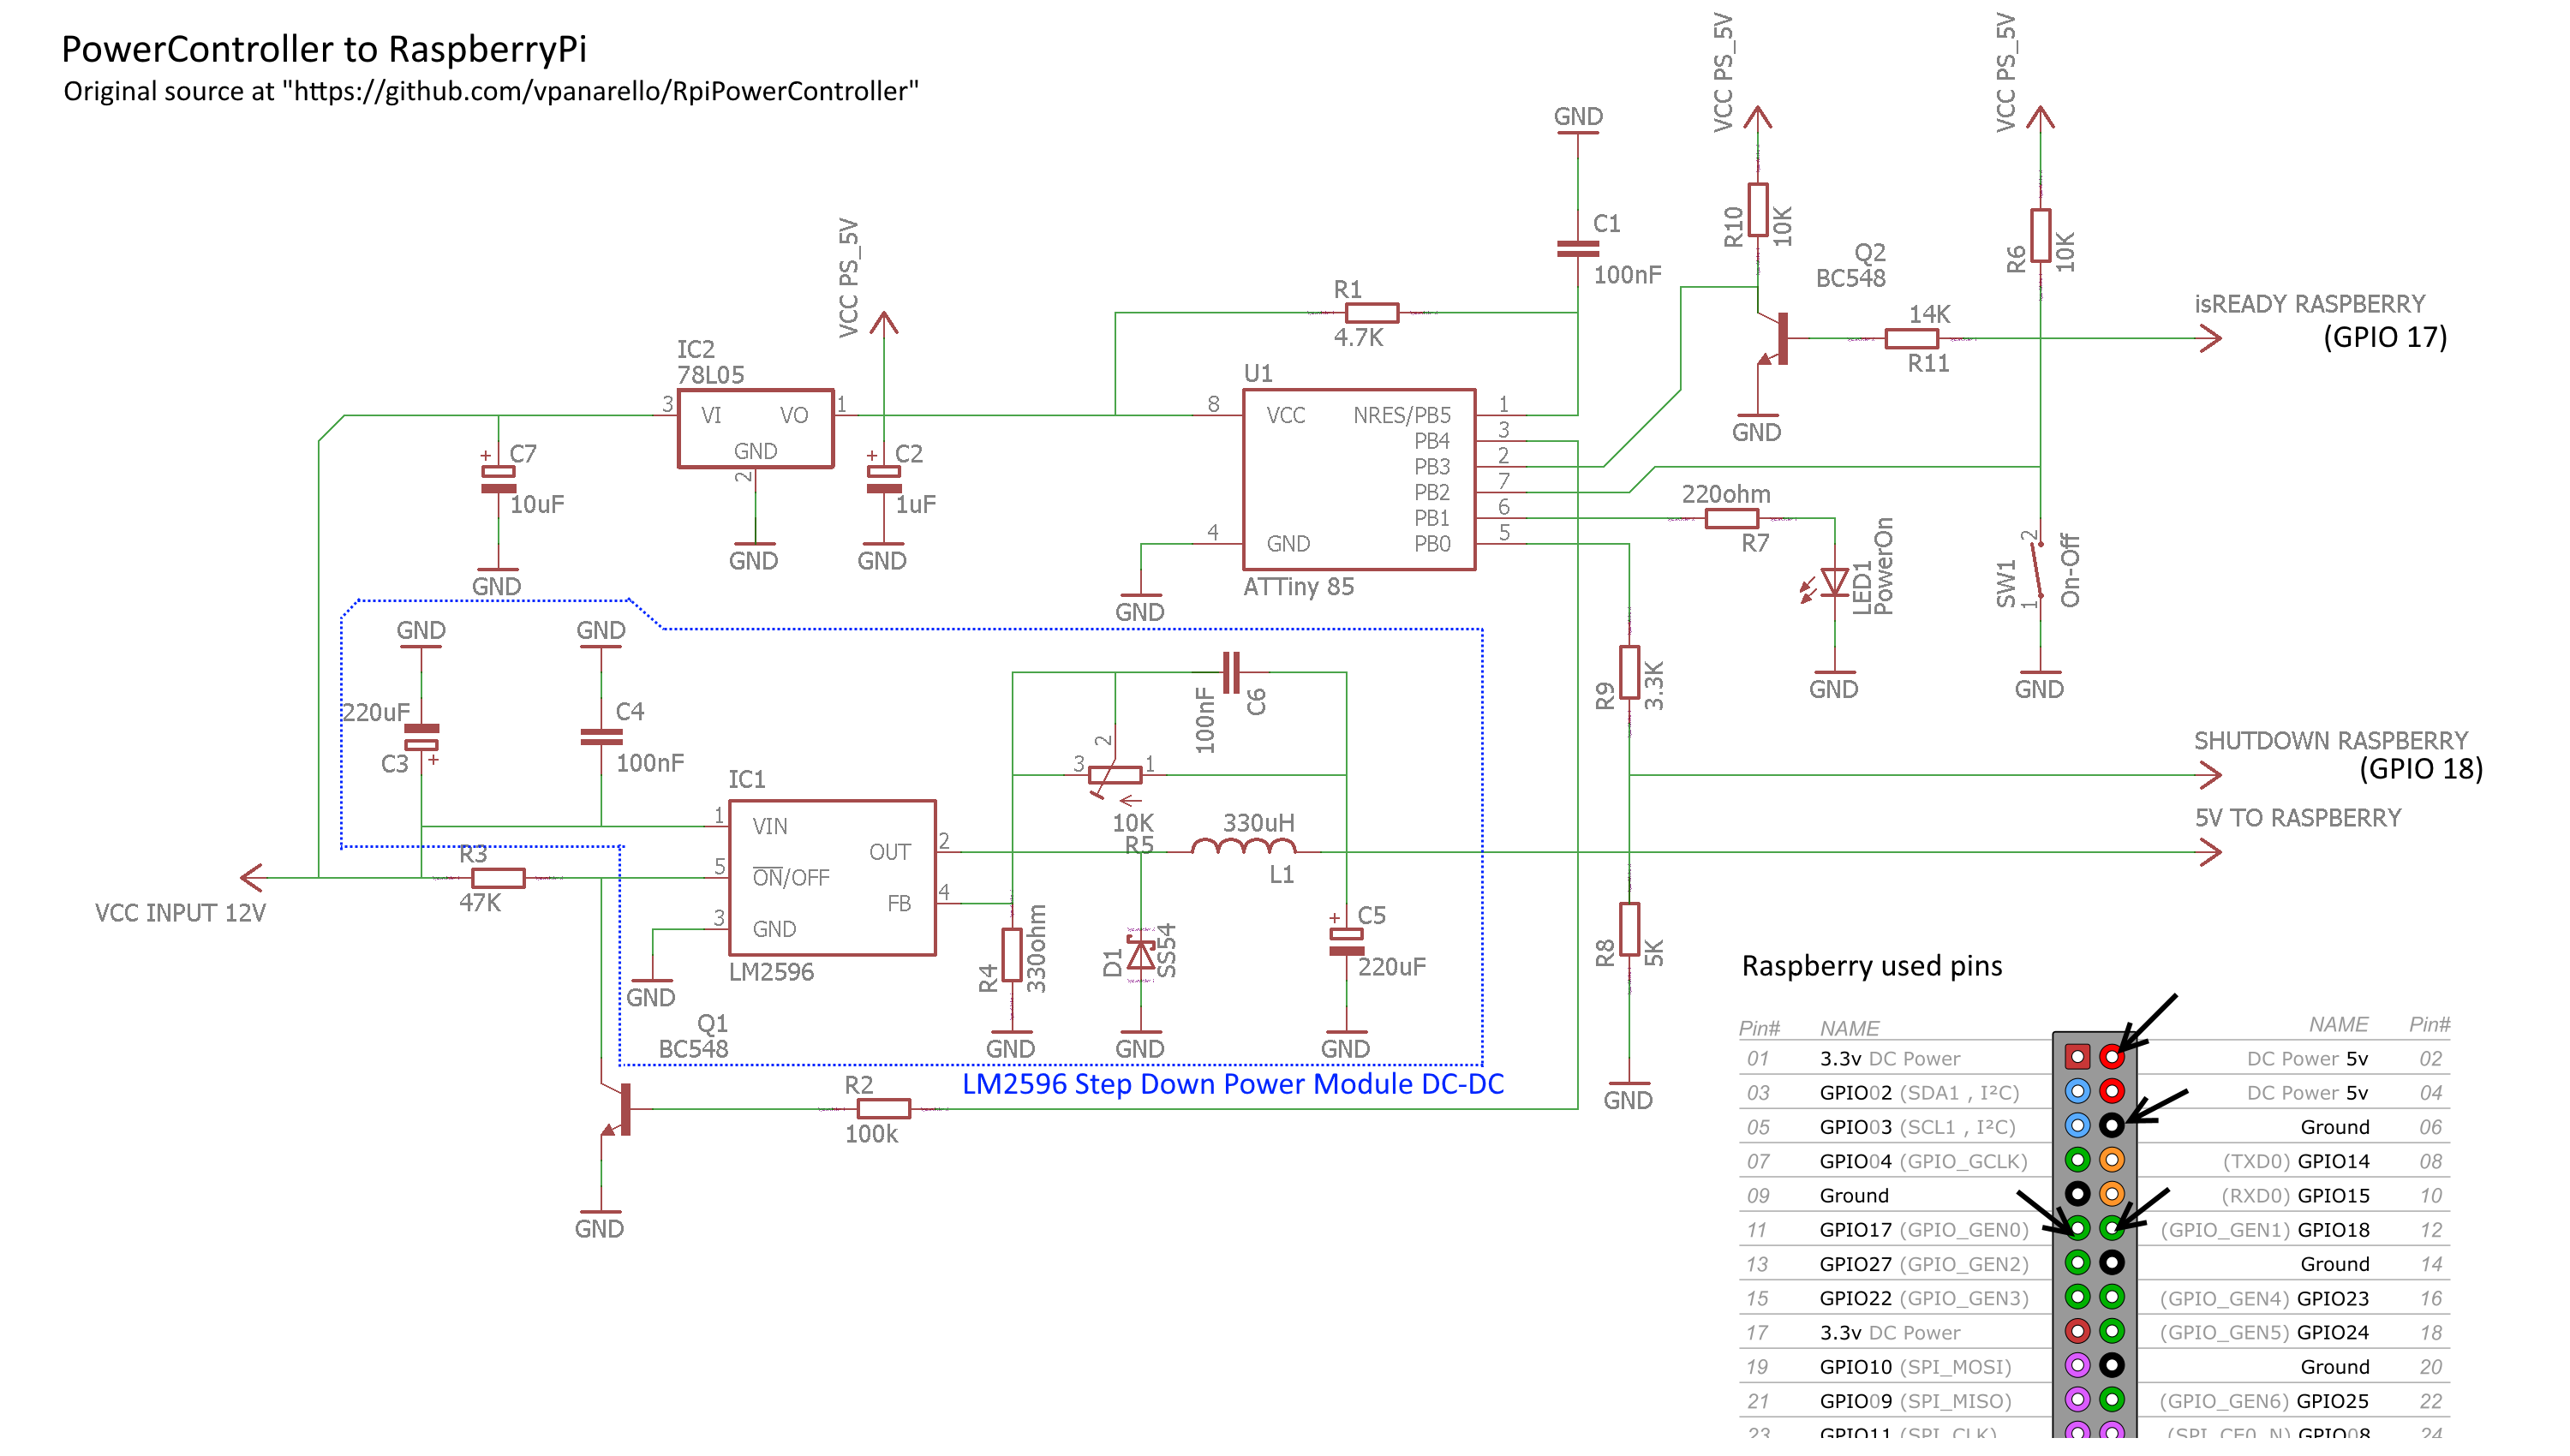 PowerController to RaspberryPi
Original source at "https://github.com/vpanarello/RpiPowerController"
VCC PS_5V
VCC PS_5V
GND
C1
100nF
R10
10K
Q2
BC548
R6
10K
VCC PS_5V
R1
4.7K
14K
R11
isREADY RASPBERRY
(GPIO 17)
IC2
78L05
3
VI
VO
1
GND
2
U1
8
VCC
NRES/PB5
1
PB4
3
PB3
2
PB2
7
PB1
6
4
GND
PB0
5
ATTiny 85
GND
+
C7
10uF
GND
+
C2
1uF
GND
GND
GND
220ohm
R7
LED1
PowerOn
GND
SW1
2
1
On-Off
GND
GND
GND
220uF
C3
+
C4
100nF
100nF
C6
2
3
1
10K
R5
R9
3.3K
SHUTDOWN RASPBERRY
(GPIO 18)
IC1
1
VIN
OUT
2
5
ON/OFF
FB
4
3
GND
LM2596
GND
330uH
L1
5V TO RASPBERRY
R3
47K
VCC INPUT 12V
R4
330ohm
GND
D1
SS54
GND
+
C5
220uF
GND
R8
5K
GND
Q1
BC548
LM2596 Step Down Power Module DC-DC
R2
100k
GND
Raspberry used pins
Pin# NAME NAME Pin#
01 3.3v DC Power DC Power 5v 02
03 GPIO02 (SDA1 , I²C) DC Power 5v 04
05 GPIO03 (SCL1 , I²C) Ground 06
07 GPIO04 (GPIO_GCLK) (TXD0) GPIO14 08
09 Ground (RXD0) GPIO15 10
11 GPIO17 (GPIO_GEN0) (GPIO_GEN1) GPIO18 12
13 GPIO27 (GPIO_GEN2) Ground 14
15 GPIO22 (GPIO_GEN3) (GPIO_GEN4) GPIO23 16
17 3.3v DC Power (GPIO_GEN5) GPIO24 18
19 GPIO10 (SPI_MOSI) Ground 20
21 GPIO09 (SPI_MISO) (GPIO_GEN6) GPIO25 22
23 GPIO11 (SPI_CLK) (SPI_CE0_N) GPIO08 24